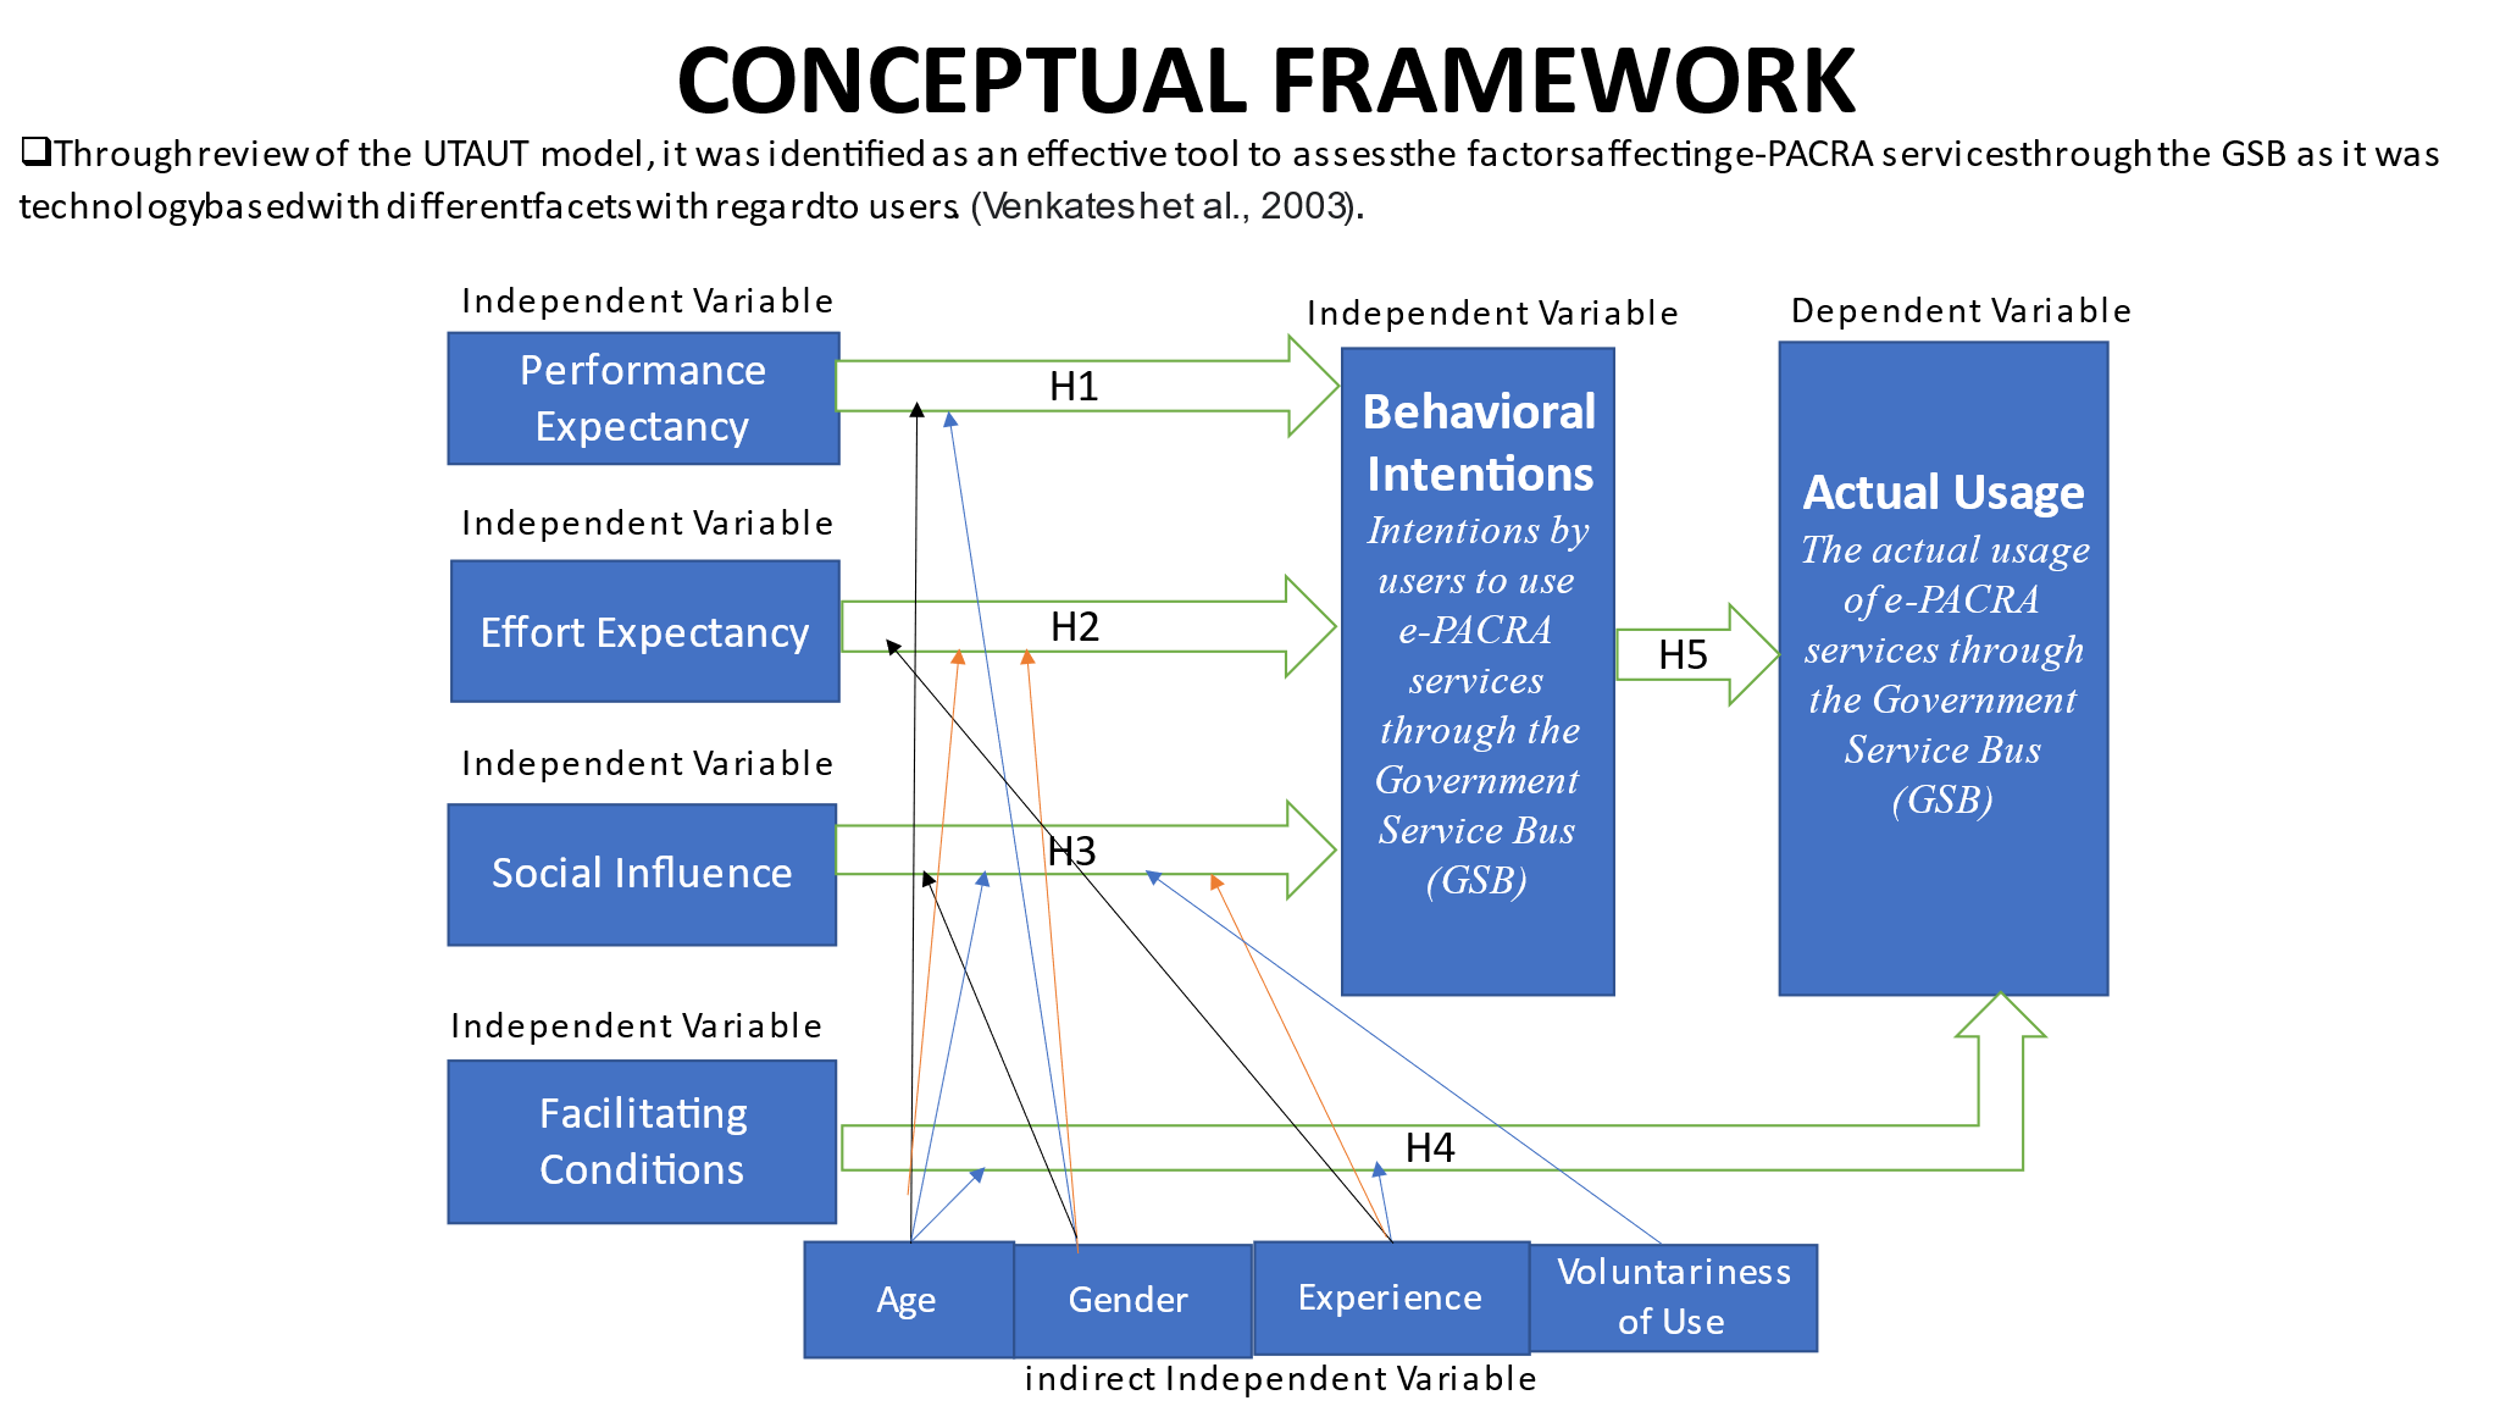 CONCEPTUAL FRAMEWORK
❑Through review of the UTAUT model, it was identified as an effective tool to assess the factors affecting e-PACRA services through the GSB as it was
technology based with different facets with regard to users. (Venkatesh et al., 2003).
Independent Variable
Performance
Expectancy
Independent Variable
Effort Expectancy
Independent Variable
Social Influence
Independent Variable
Facilitating
Conditions
H1
H2
H3
H4
Independent Variable
Behavioral
Intentions
Intentions by
users to use
e-PACRA
services
through the
Government
Service Bus
(GSB)
H5
Dependent Variable
Actual Usage
The actual usage
of e-PACRA
services through
the Government
Service Bus
(GSB)
Age
Gender
Experience
Voluntariness
of Use
indirect Independent Variable